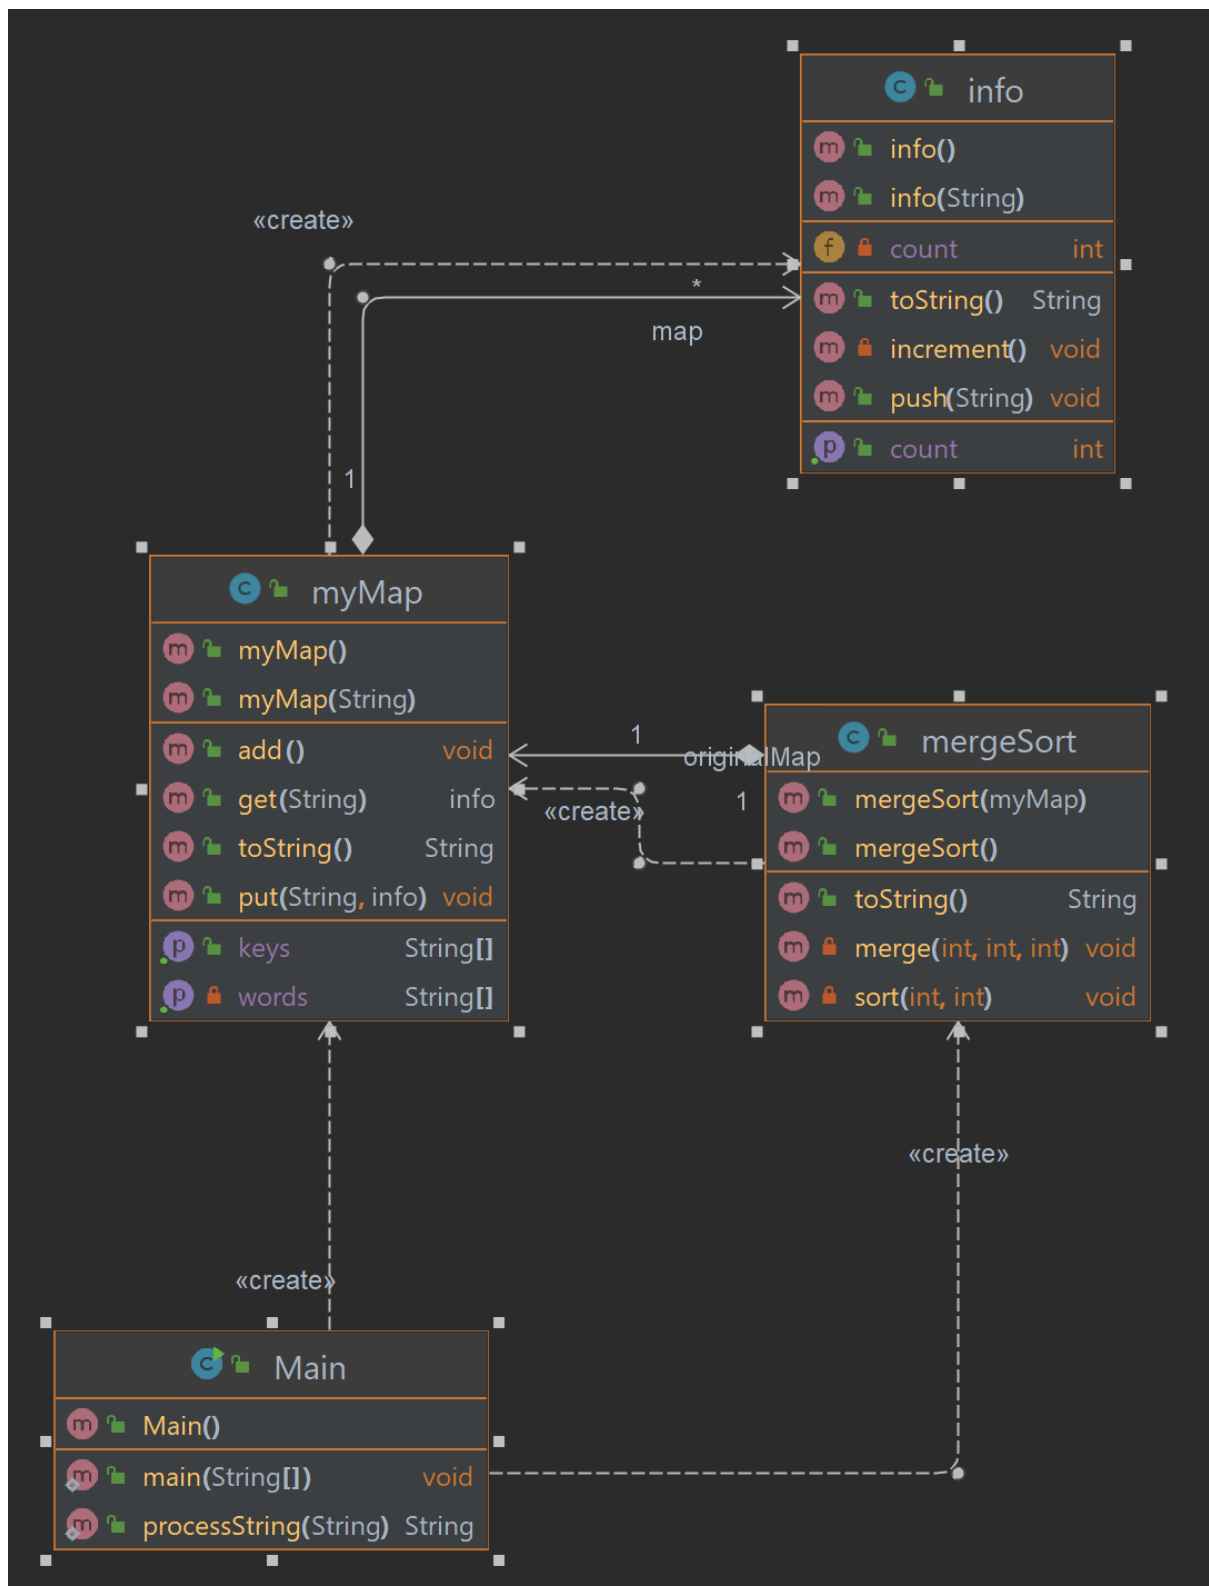 info
info()
info(String)
count int
toString() String
increment() void
push(String) void
count int
«create»
*
map
1
myMap
myMap()
myMap(String)
add() void
get(String) info
toString() String
put(String, info) void
keys String[]
words String[]
1
originalMap
«create»
1
mergeSort
mergeSort(myMap)
mergeSort()
toString() String
merge(int, int, int) void
sort(int, int) void
«create»
«create»
Main
Main()
main(String[]) void
processString(String) String